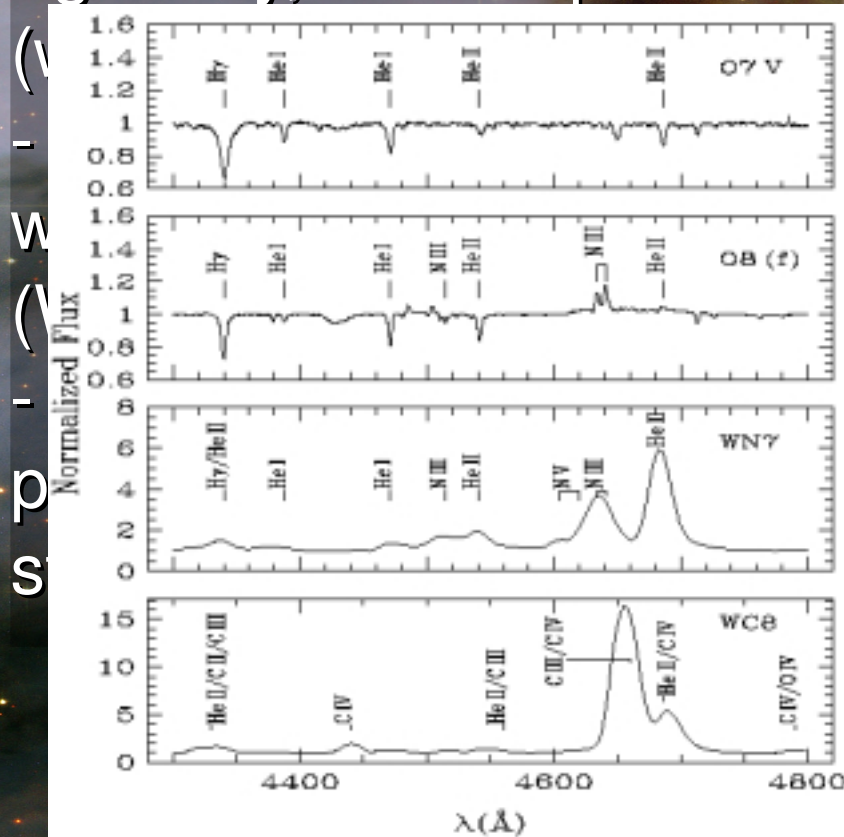 (w
-
w
(W
-
p
st
Normalized Flux
1.6
1.4
1.2
1
0.8
0.6
Hγ
He I
He I
He II
He II
O7 V
1.6
1.4
1.2
1
0.8
0.6
Hγ
He I
He I
N III
He II
N III
He II
O8 (f)
8
6
4
2
0
Hγ/He II
He I
He I
N III
He II
N V
N III
He II
WN7
15
10
5
0
He II/C II/C III
C IV
He II/C III
C III/C IV
He II/C IV
C IV/O IV
WC8
4400
4600
4800
λ(Å)